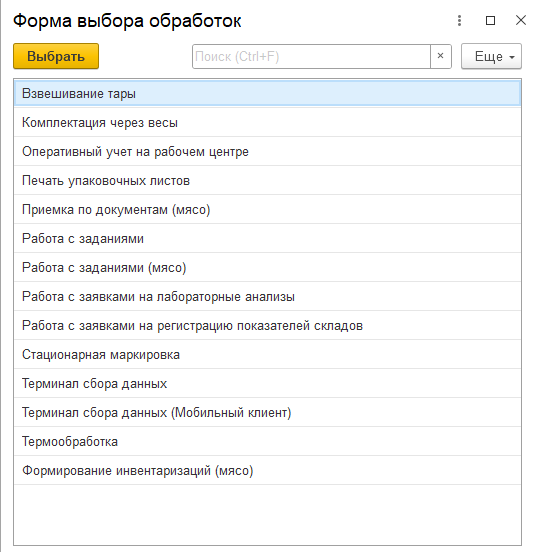 Форма выбора обработок
Выбрать
Поиск (Ctrl+F)
×
Еще
Взвешивание тары
Комплектация через весы
Оперативный учет на рабочем центре
Печать упаковочных листов
Приемка по документам (мясо)
Работа с заданиями
Работа с заданиями (мясо)
Работа с заявками на лабораторные анализы
Работа с заявками на регистрацию показателей складов
Стационарная маркировка
Терминал сбора данных
Терминал сбора данных (Мобильный клиент)
Термообработка
Формирование инвентаризаций (мясо)